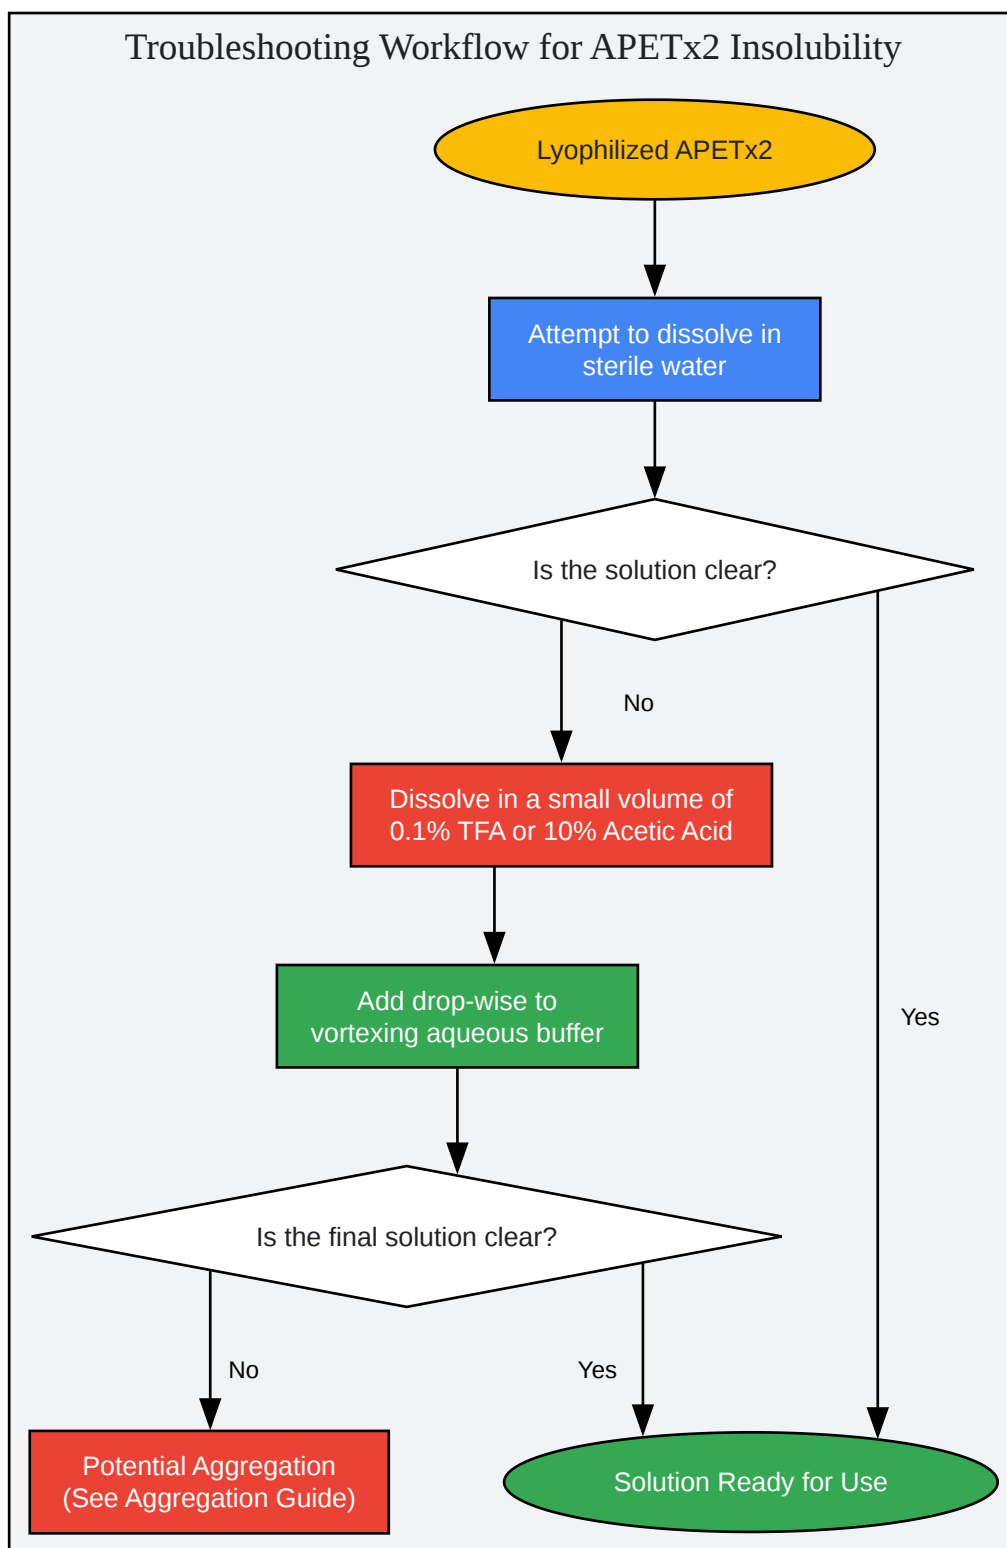 Troubleshooting Workflow for APETx2 Insolubility
Lyophilized APETx2
Attempt to dissolve in
sterile water
Is the solution clear?
No
Dissolve in a small volume of
0.1% TFA or 10% Acetic Acid
Add drop-wise to
vortexing aqueous buffer
Yes
Is the final solution clear?
No
Yes
Potential Aggregation
(See Aggregation Guide)
Solution Ready for Use